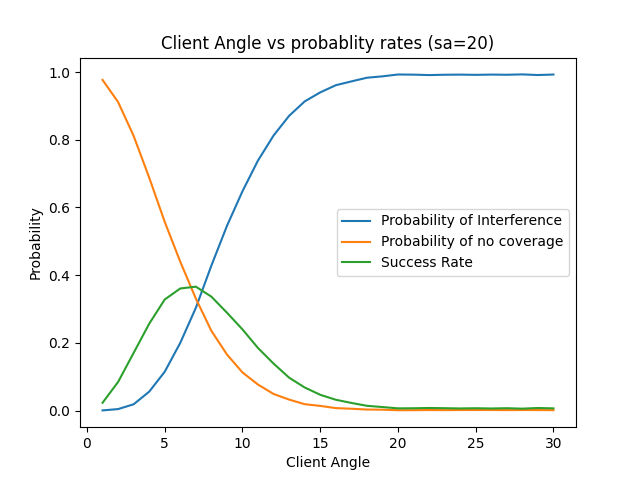 Client Angle vs probablity rates (sa=20)
Probability
1.0
0.8
0.6
0.4
0.2
0.0
Probability of Interference
Probability of no coverage
Success Rate
0 5 10 15 20 25 30
Client Angle